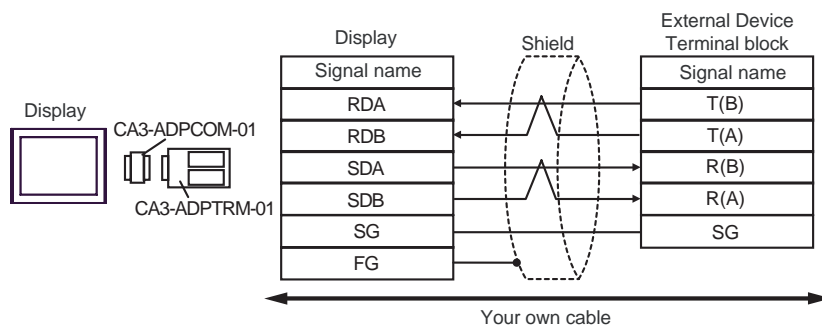 External Device
Display
Shield
Terminal block
Signal name
Signal name
RDA
T(B)
Display
CA3-ADPCOM-01
RDB
T(A)
SDA
R(B)
SDB
R(A)
CA3-ADPTRM-01
SG
SG
FG
Your own cable